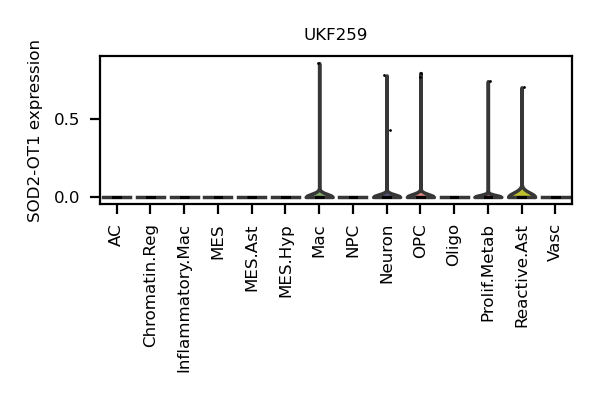 UKF259
SOD2-OT1 expression
0.5
0.0
AC
Chromatin.Reg
Inflammatory.Mac
MES
MES.Ast
MES.Hyp
Mac
NPC
Neuron
OPC
Oligo
Prolif.Metab
Reactive.Ast
Vasc